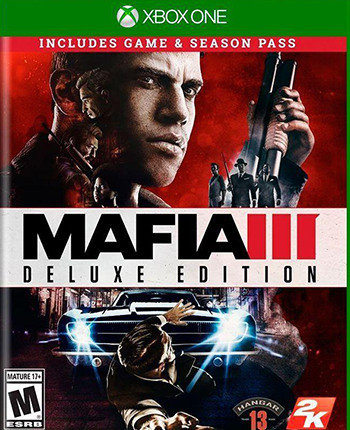 XBOX ONE
INCLUDES GAME & SEASON PASS
MAFIA III
DELUXE EDITION
MATURE 17+
M
ESRB
HANGAR
13
2K